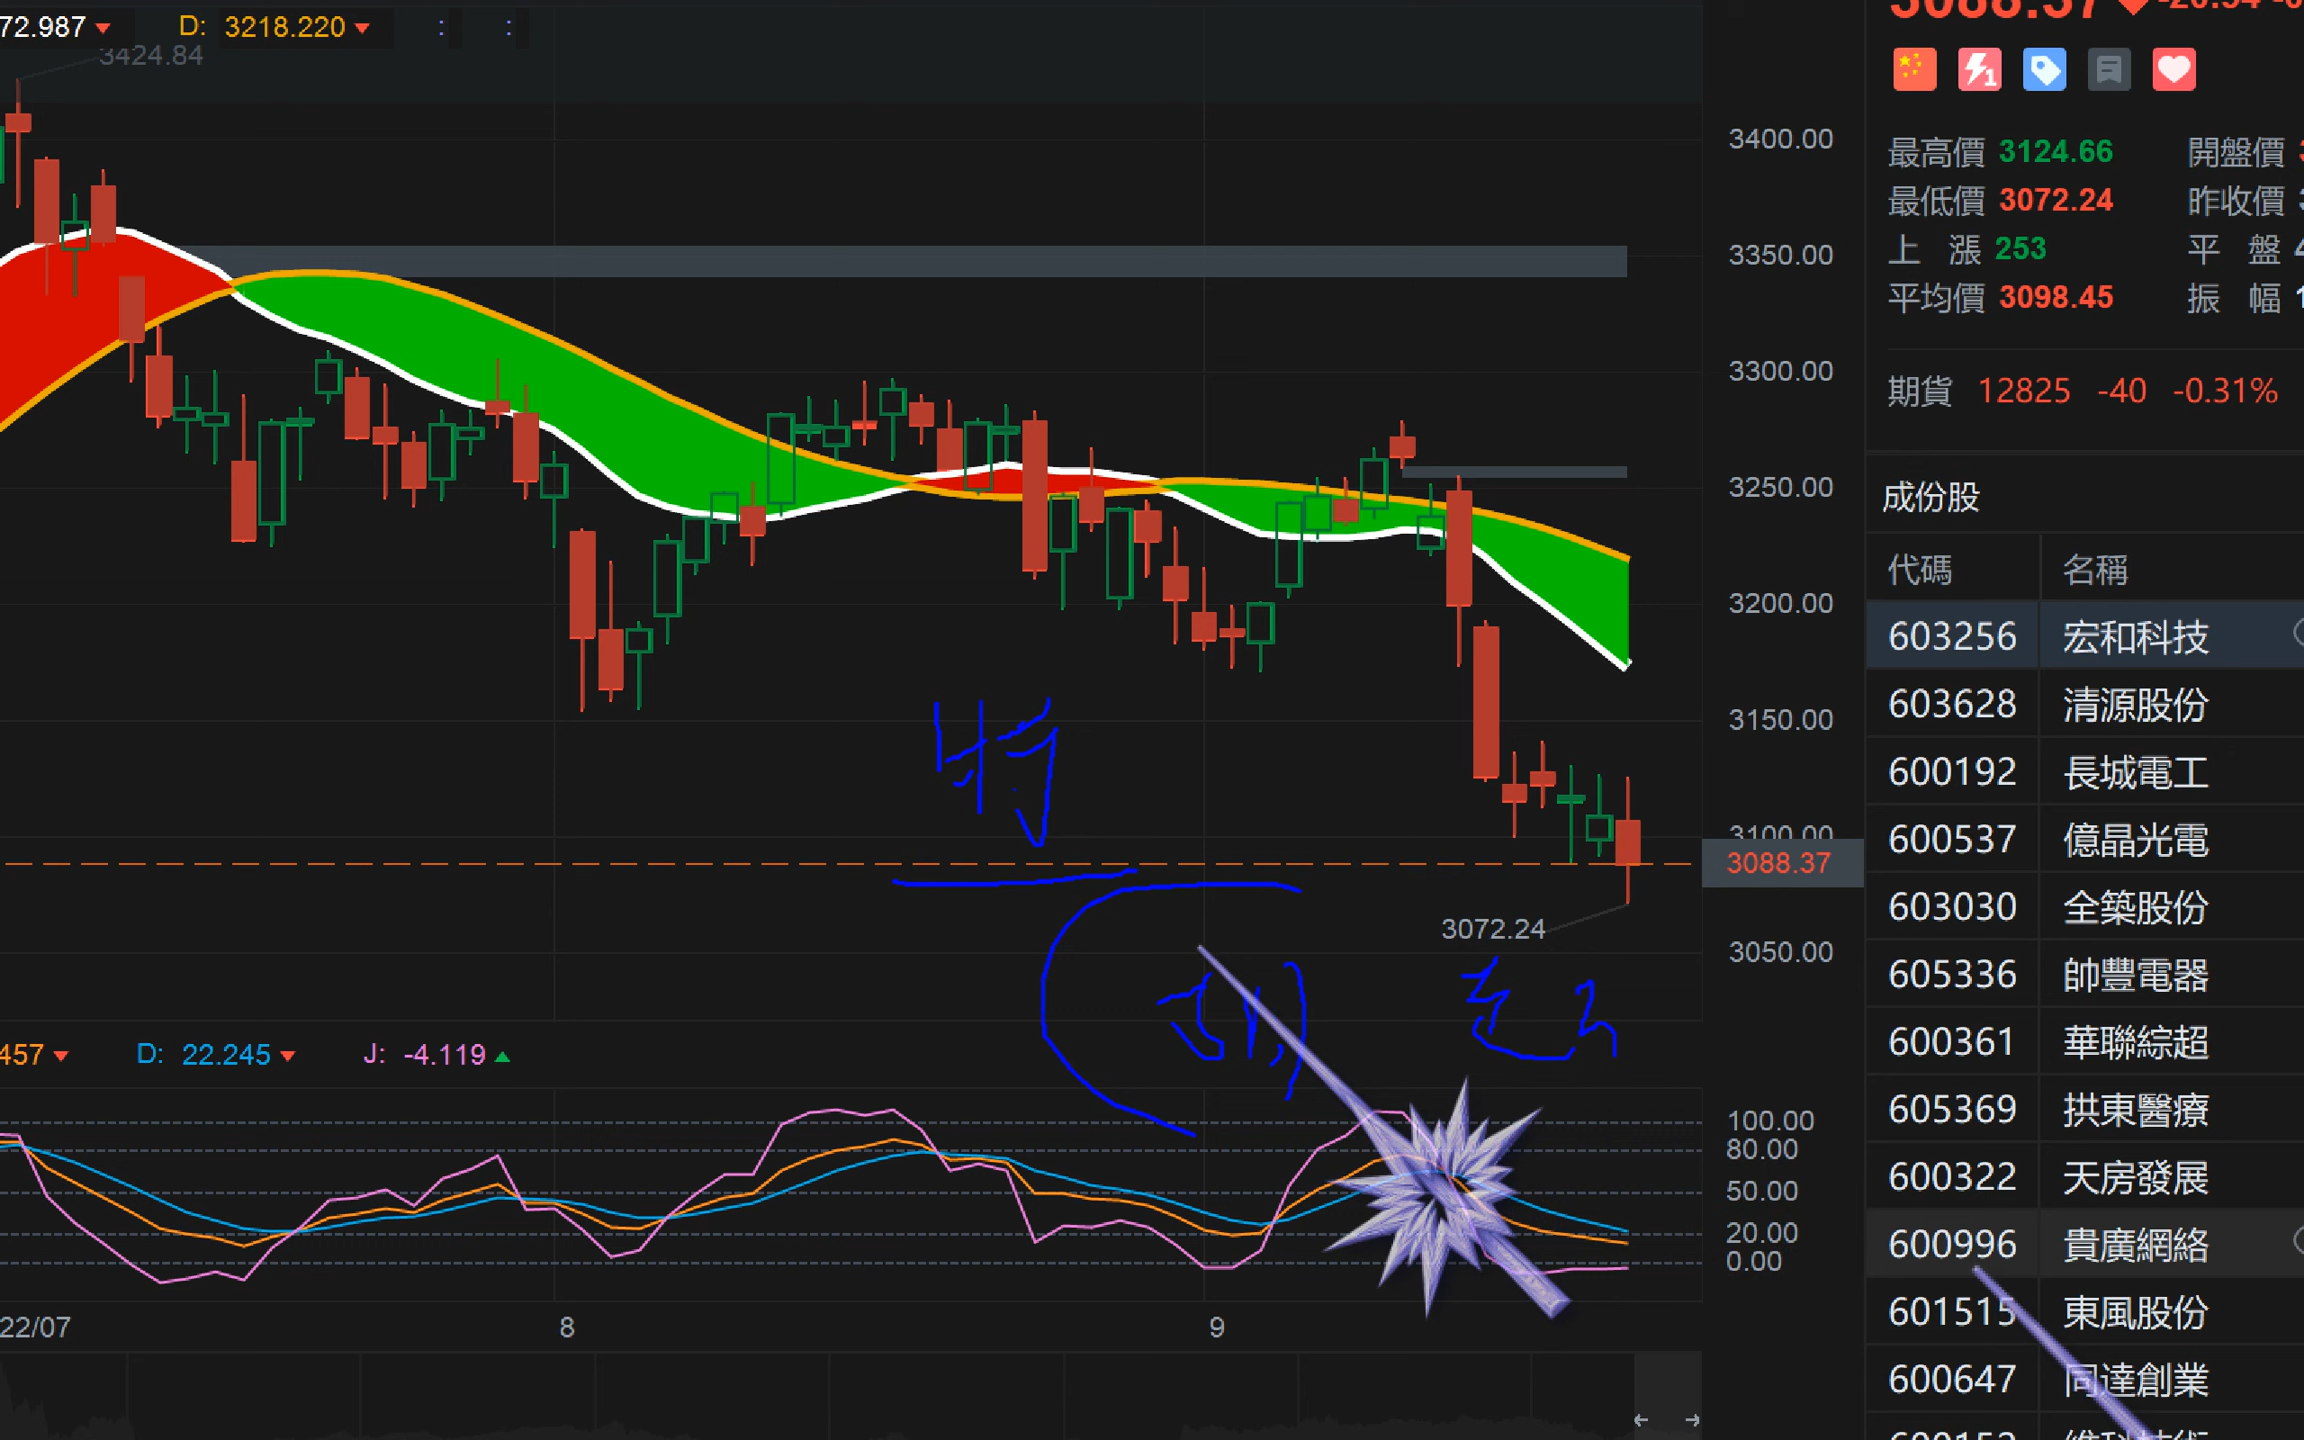 72.987 D: 3218.220 : :
3424.84
3088.37
最高價 3124.66 開盤價
最低價 3072.24 昨收價
上 漲 253 平 盤
平均價 3098.45 振 幅
期貨 12825 -40 -0.31%
成份股
代碼 名稱
603256 宏和科技
603628 清源股份
600192 長城電工
600537 億晶光電
603030 全築股份
605336 帥豐電器
600361 華聯綜超
605369 拱東醫療
600322 天房發展
600996 貴廣網絡
601515 東風股份
600647 同達創業
3400.00
3350.00
3300.00
3250.00
3200.00
3150.00
3100.00
3088.37
3050.00
3072.24
457 D: 22.245 J: -4.119
100.00
80.00
50.00
20.00
0.00
22/07 8 9